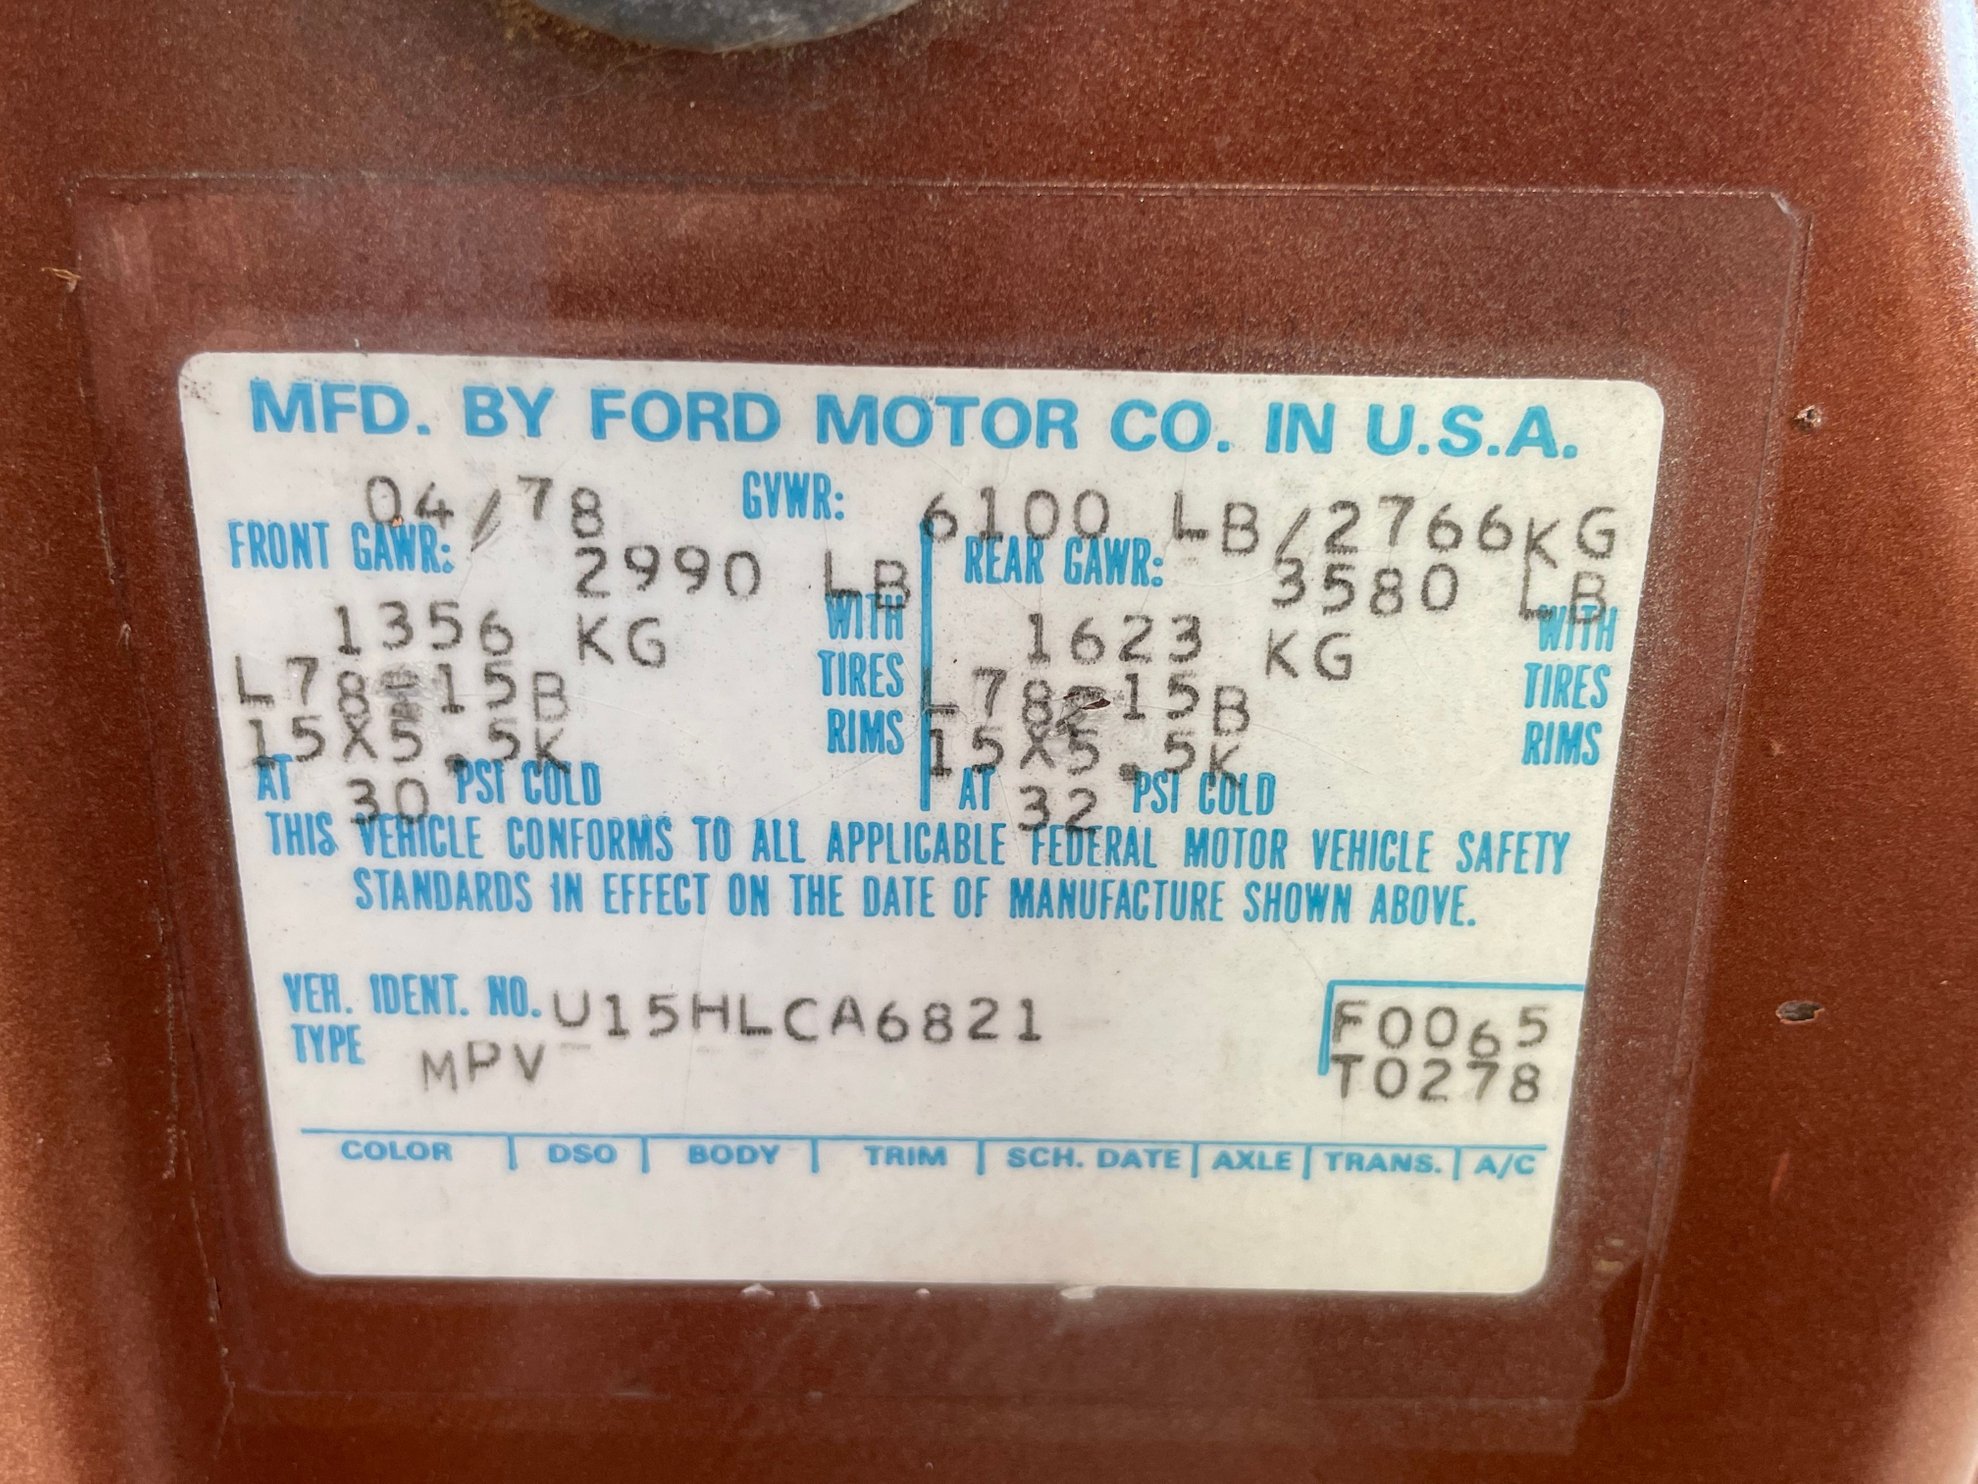 MFD. BY FORD MOTOR CO. IN U.S.A.
04/78 GVWR: 6100 LB/2766KG
FRONT GAWR: 2990 LB REAR GAWR: 3580 LB
1356 KG WITH 1623 KG WITH
L78-15B TIRES L78-15B TIRES
15X5.5K RIMS 15X5.5K RIMS
AT 30 PSI COLD AT 32 PSI COLD
THIS VEHICLE CONFORMS TO ALL APPLICABLE FEDERAL MOTOR VEHICLE SAFETY
STANDARDS IN EFFECT ON THE DATE OF MANUFACTURE SHOWN ABOVE.
VEH. IDENT. NO. U15HLCA6821 F0065
TYPE MPV T0278
COLOR DSO BODY TRIM SCH. DATE AXLE TRANS. A/C